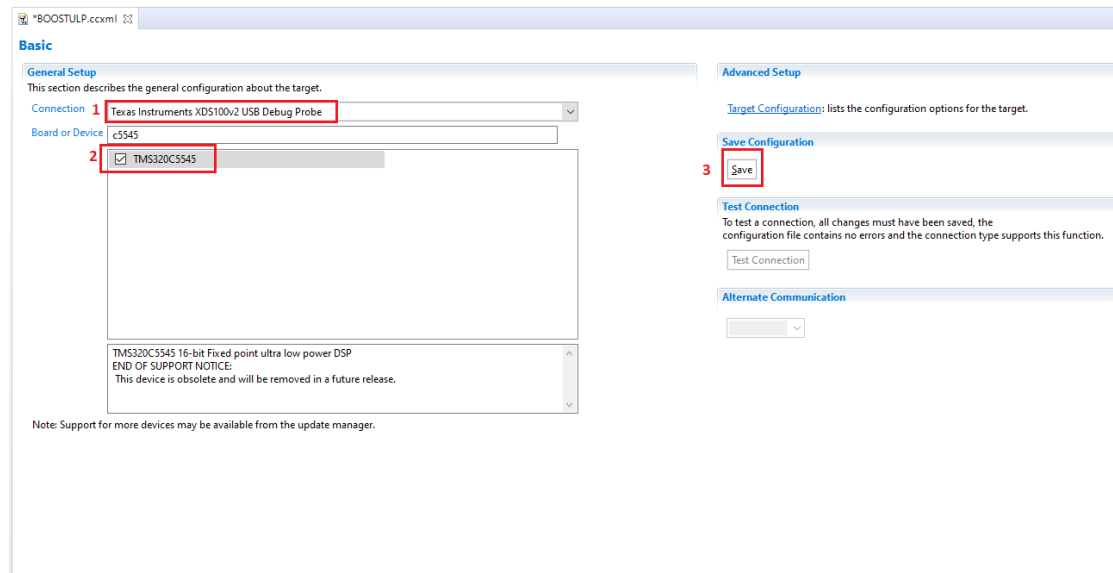 *BOOSTULP.ccxml
Basic
General Setup
This section describes the general configuration about the target.
Connection 1 Texas Instruments XDS100v2 USB Debug Probe
Board or Device c5545
2 TMS320C5545
TMS320C5545 16-bit Fixed point ultra low power DSP
END OF SUPPORT NOTICE:
This device is obsolete and will be removed in a future release.
Note: Support for more devices may be available from the update manager.
Advanced Setup
Target Configuration: lists the configuration options for the target.
Save Configuration
3 Save
Test Connection
To test a connection, all changes must have been saved, the
configuration file contains no errors and the connection type supports this function.
Test Connection
Alternate Communication